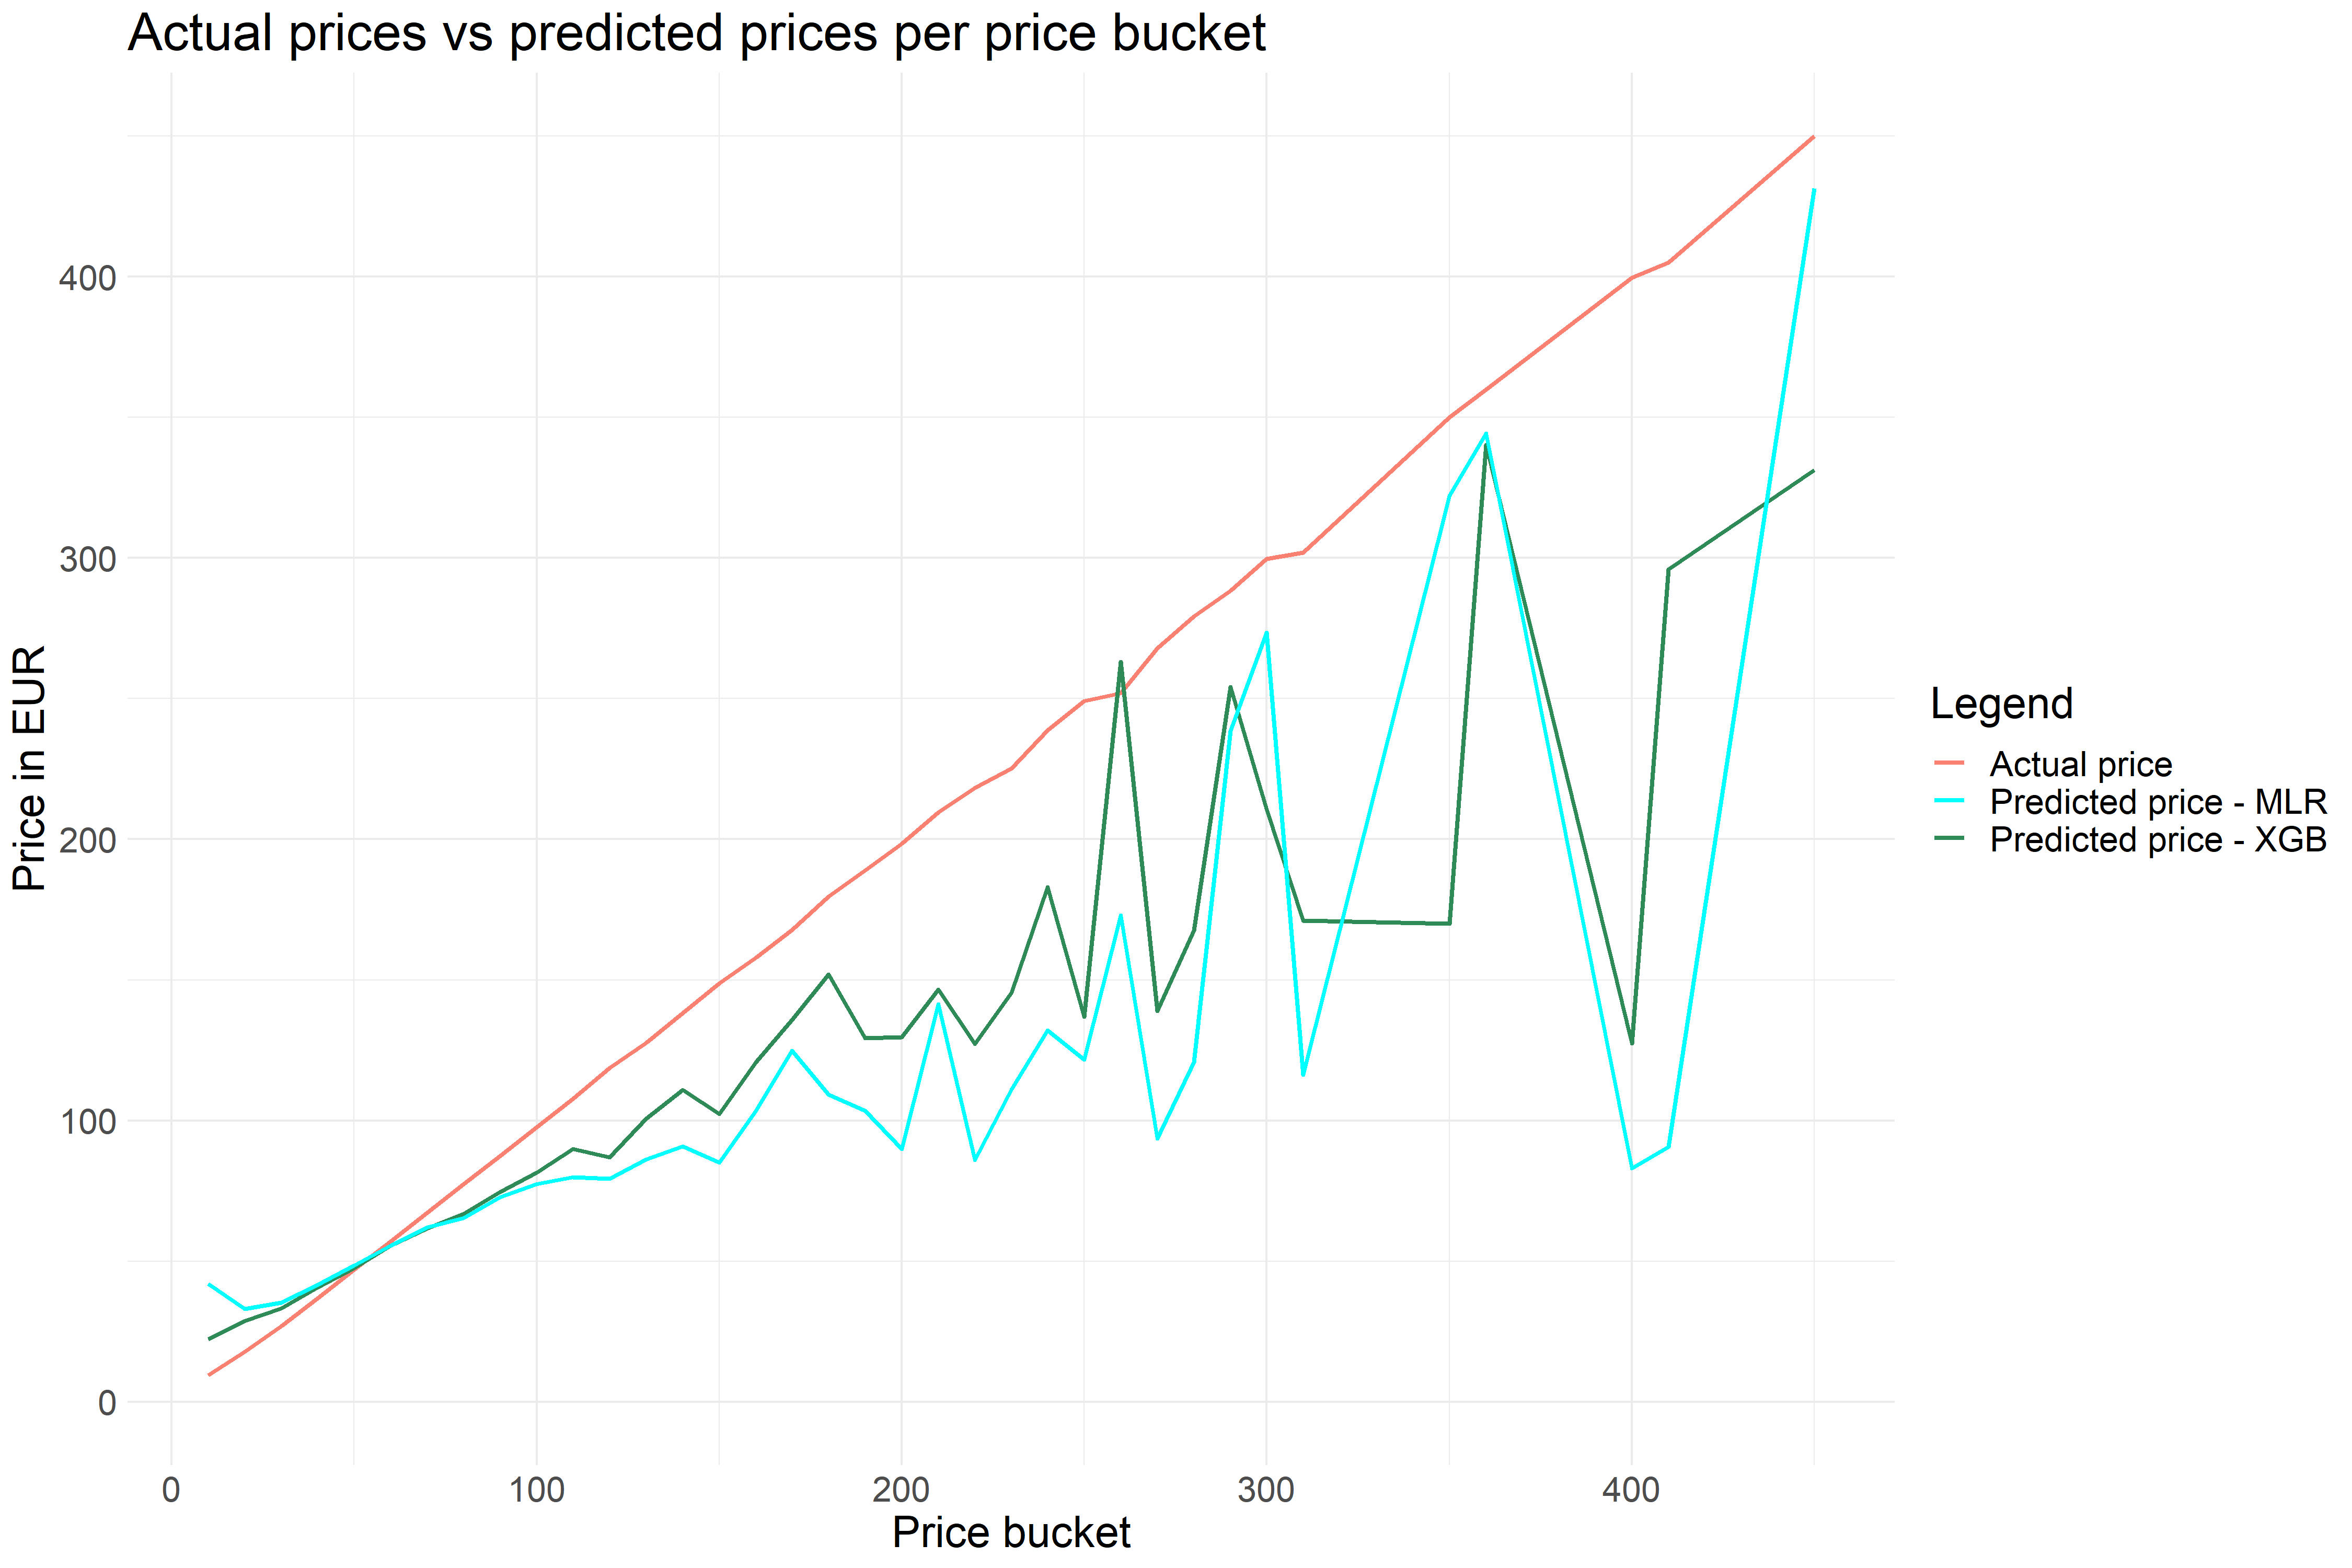 Actual prices vs predicted prices per price bucket
Price in EUR
400
300
200
100
0
0
100
200
300
400
Price bucket
Legend
Actual price
Predicted price - MLR
Predicted price - XGB